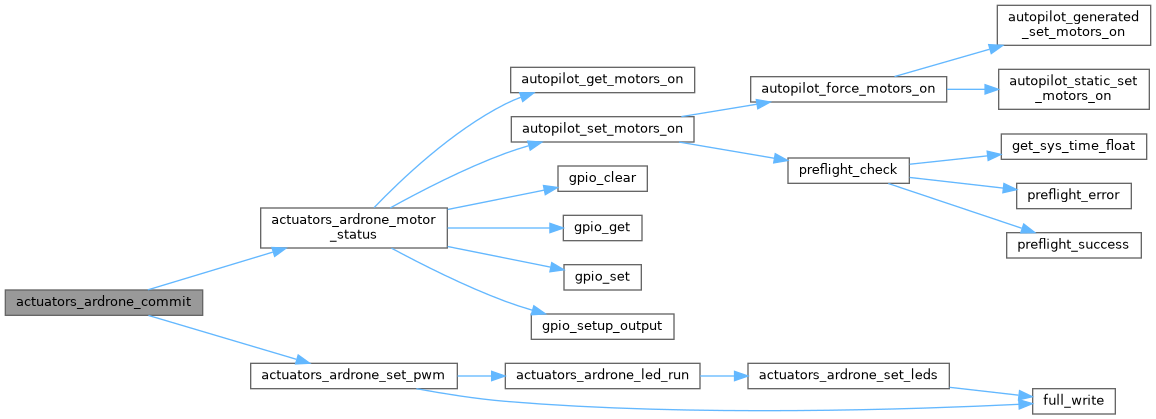 autopilot_generated
_set_motors_on
autopilot_get_motors_on
autopilot_force_motors_on
autopilot_static_set
_motors_on
autopilot_set_motors_on
get_sys_time_float
preflight_check
gpio_clear
preflight_error
actuators_ardrone_motor
_status
gpio_get
preflight_success
gpio_set
actuators_ardrone_commit
gpio_setup_output
actuators_ardrone_set_pwm
actuators_ardrone_led_run
actuators_ardrone_set_leds
full_write